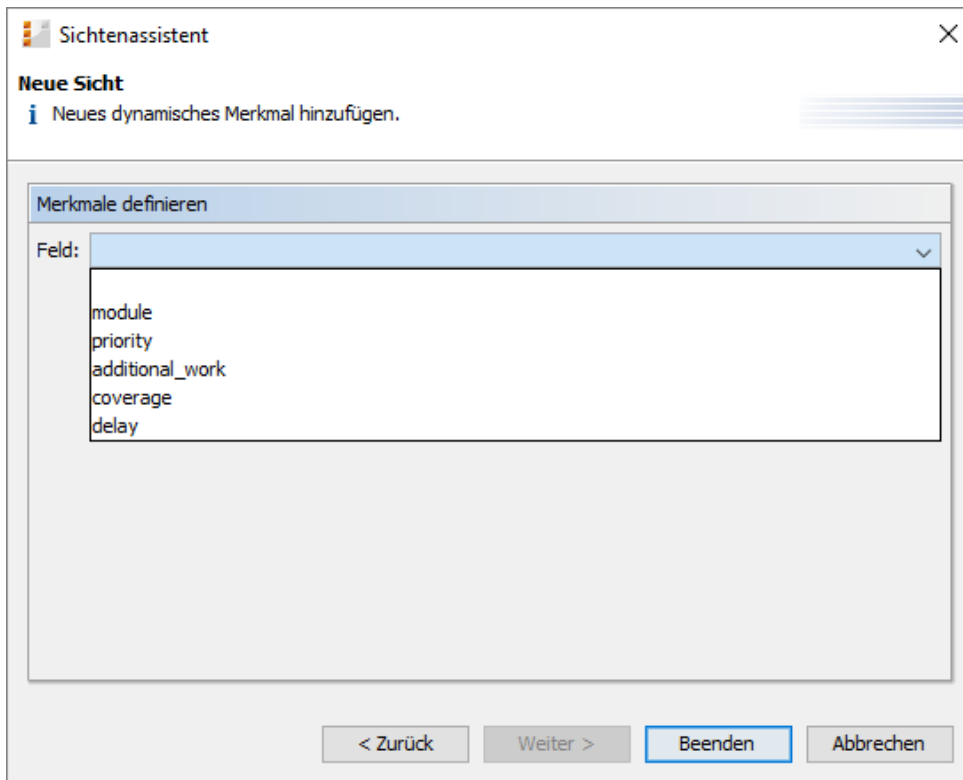 Sichtenassistent
Neue Sicht
i Neues dynamisches Merkmal hinzufügen.
Merkmale definieren
Feld:
module
priority
additional_work
coverage
delay
< Zurück Weiter > Beenden Abbrechen